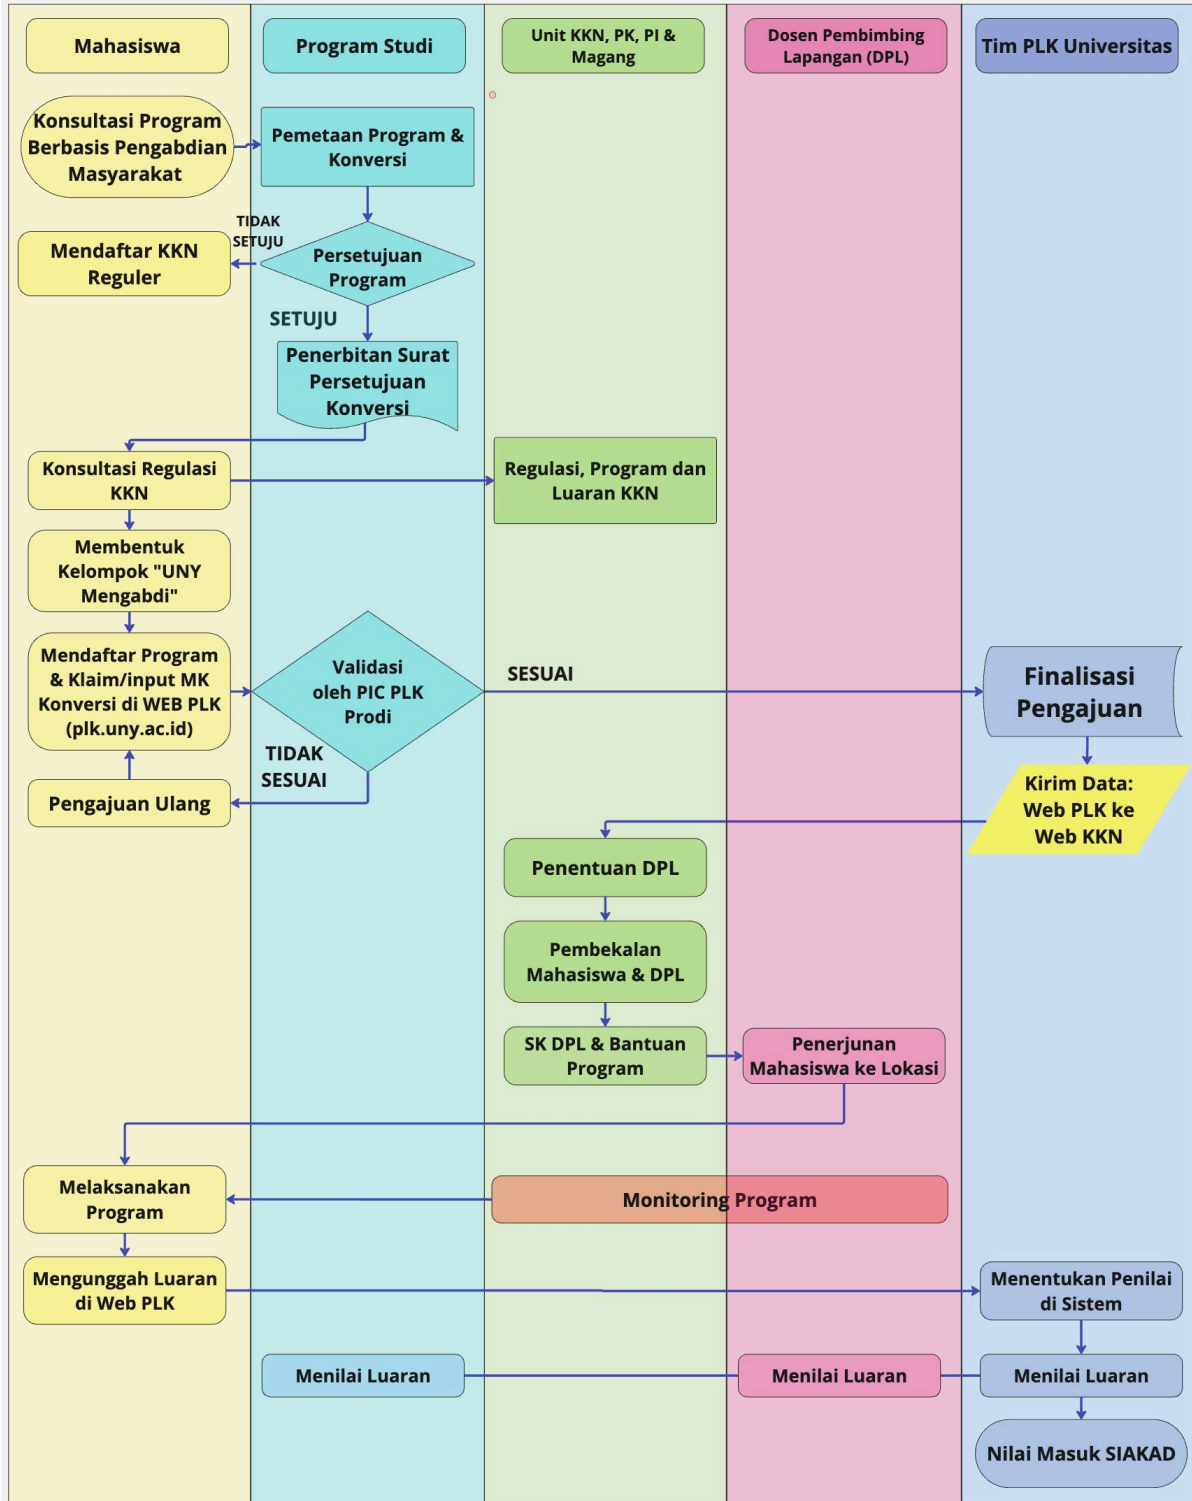 Mahasiswa
Program Studi
Unit KKN, PK, PI &
Magang
Dosen Pembimbing
Lapangan (DPL)
Tim PLK Universitas
Konsultasi Program
Berbasis Pengabdian
Masyarakat
Pemetaan Program &
Konversi
TIDAK
SETUJU
Mendaftar KKN
Reguler
Persetujuan
Program
SETUJU
Penerbitan Surat
Persetujuan
Konversi
Konsultasi Regulasi
KKN
Regulasi, Program dan
Luaran KKN
Membentuk
Kelompok "UNY
Mengabdi"
Mendaftar Program
& Klaim/input MK
Konversi di WEB PLK
(plk.uny.ac.id)
Validasi
oleh PIC PLK
Prodi
SESUAI
Finalisasi
Pengajuan
TIDAK
SESUAI
Pengajuan Ulang
Kirim Data:
Web PLK ke
Web KKN
Penentuan DPL
Pembekalan
Mahasiswa & DPL
SK DPL & Bantuan
Program
Penerjunan
Mahasiswa ke Lokasi
Melaksanakan
Program
Monitoring Program
Mengunggah Luaran
di Web PLK
Menentukan Penilai
di Sistem
Menilai Luaran
Menilai Luaran
Menilai Luaran
Nilai Masuk SIAKAD